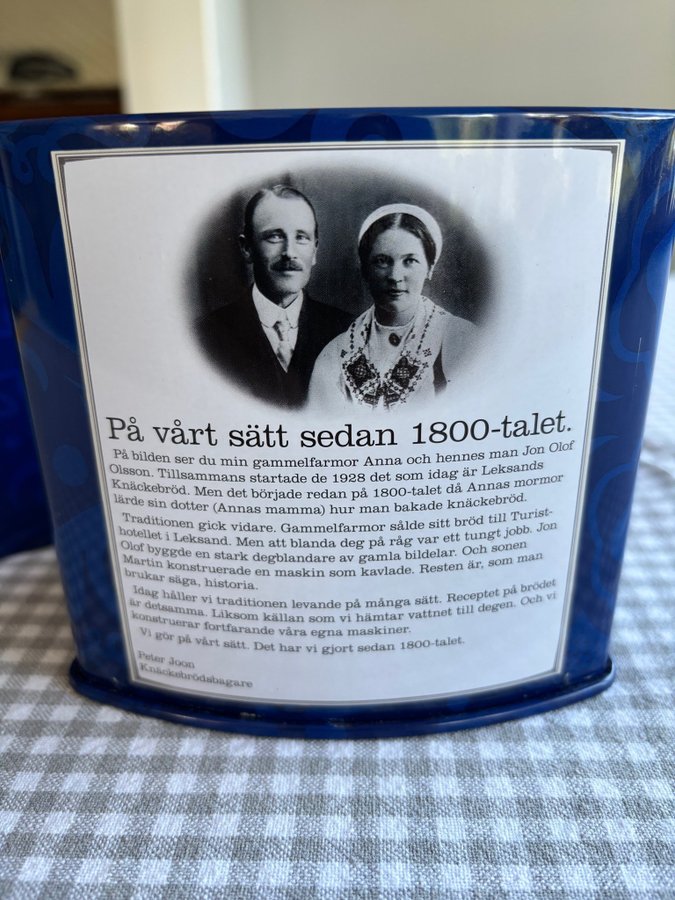 På vårt sätt sedan 1800-talet.
På bilden ser du min gammelfarmor Anna och hennes man Jon Olof
Olsson. Tillsammans startade de 1928 det som idag är Leksands
Knäckebröd. Men det började redan på 1800-talet då Annas mormor
lärde sin dotter (Annas mamma) hur man bakade knäckebröd.
Traditionen gick vidare. Gammelfarmor sålde sitt bröd till Turist-
hotellet i Leksand. Men att blanda deg på råg var ett tungt jobb. Jon
Olof byggde en stark degblandare av gamla bildelar. Och sonen
Martin konstruerade en maskin som kavlade. Resten är, som man
brukar säga, historia.
Idag håller vi traditionen levande på många sätt. Receptet på brödet
är detsamma. Liksom källan som vi hämtar vattnet till degen. Och vi
konstruerar fortfarande våra egna maskiner.
Vi gör på vårt sätt. Det har vi gjort sedan 1800-talet.
Peter Joon
Knäckebrödsbagare